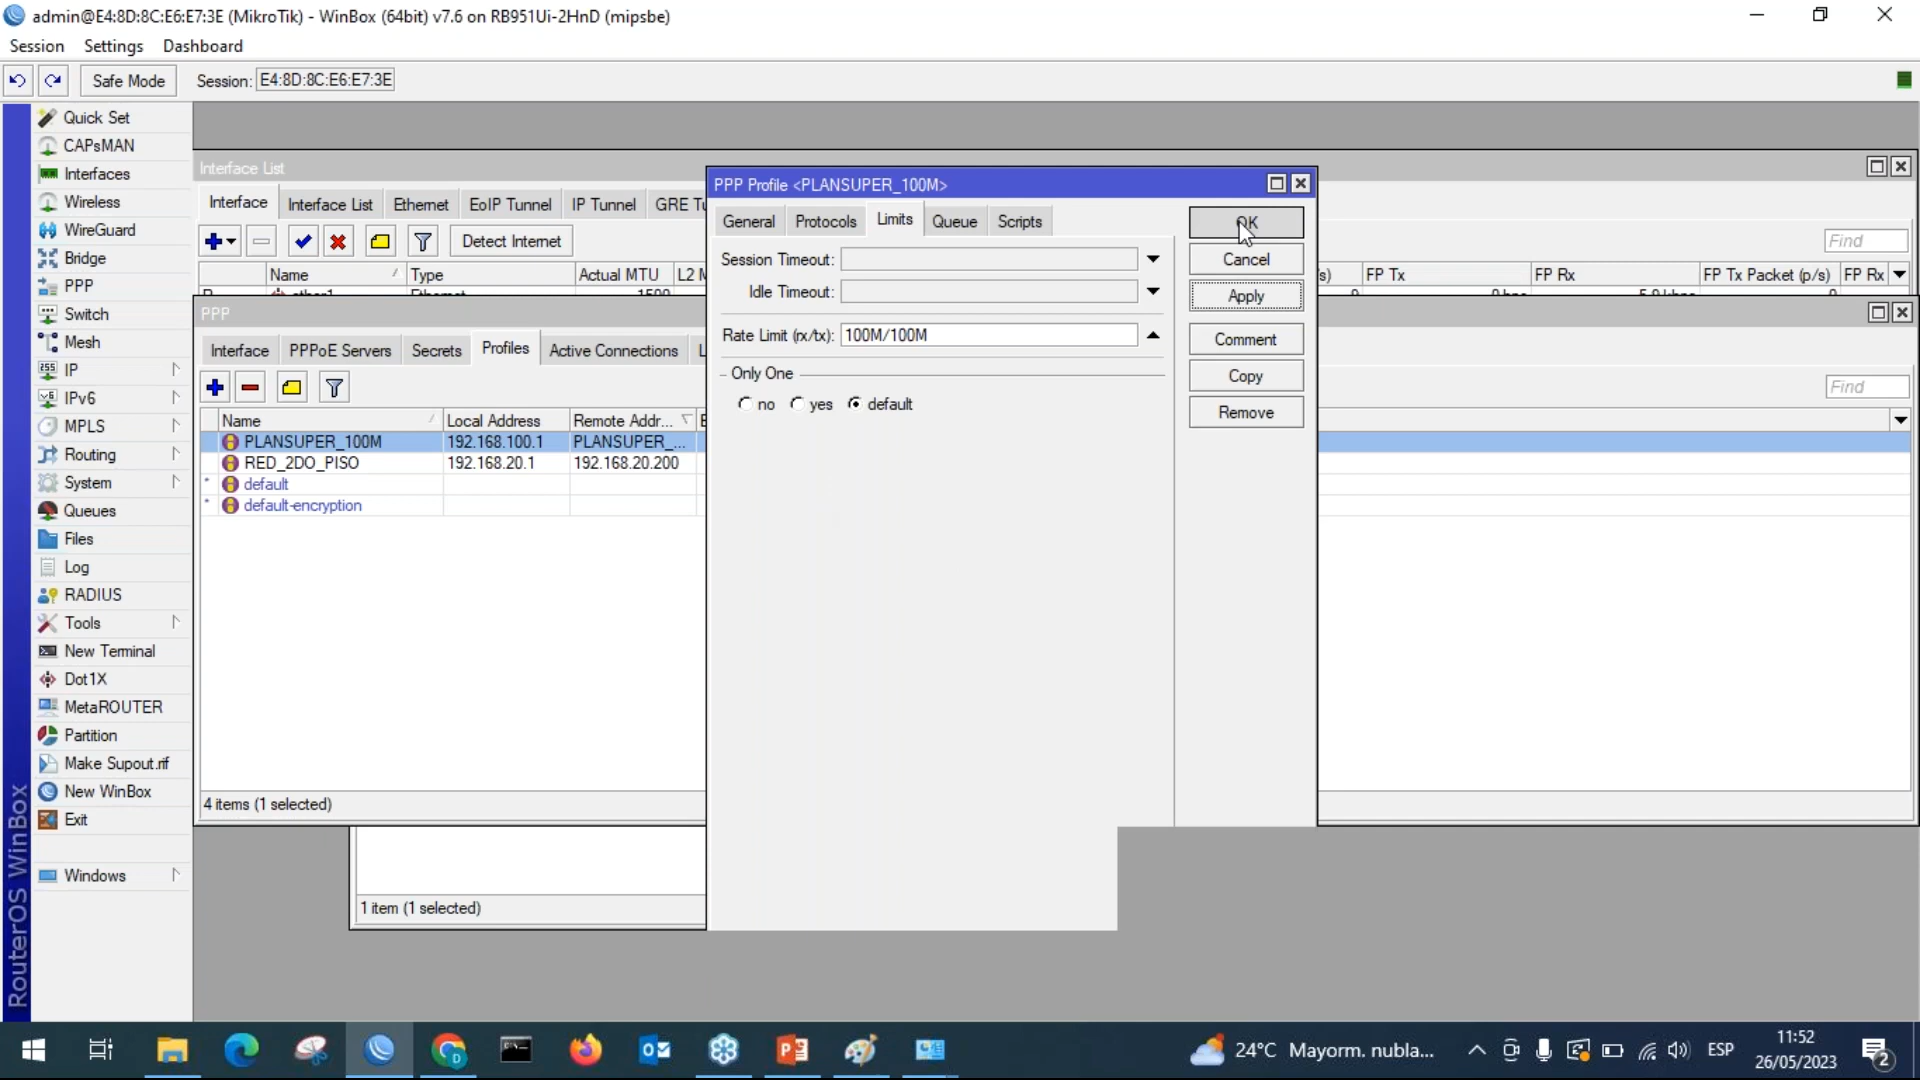 admin@E4:8D:8C:E6:E7:3E (MikroTik) - WinBox (64bit) v7.6 on RB951Ui-2HnD (mipsbe)
Session Settings Dashboard
Safe Mode Session: E4:8D:8C:E6:E7:3E
Quick Set
CAPsMAN
Interfaces
Wireless
WireGuard
Bridge
PPP
Switch
Mesh
IP
IPv6
MPLS
Routing
System
Queues
Files
Log
RADIUS
Tools
New Terminal
Dot1X
MetaROUTER
Partition
Make Supout.rif
New WinBox
Exit
Windows
RouterOS WinBox
Interface List
Interface Interface List Ethernet EoIP Tunnel IP Tunnel GRE Tu
Detect Internet Find
Name Type Actual MTU L2 M s) FP Tx FP Rx FP Tx Packet (p/s) FP Rx
PPP
Interface PPPoE Servers Secrets Profiles Active Connections L
Find
Name Local Address Remote Addr...
PLANSUPER_100M 192.168.100.1 PLANSUPER_...
RED_2DO_PISO 192.168.20.1 192.168.20.200
* default
* default-encryption
4 items (1 selected)
1 item (1 selected)
PPP Profile <PLANSUPER_100M>
General Protocols Limits Queue Scripts
Session Timeout:
Idle Timeout:
Rate Limit (rx/tx): 100M/100M
Only One
no yes default
OK
Cancel
Apply
Comment
Copy
Remove
24°C Mayorm. nubla... ESP
11:52
26/05/2023
2